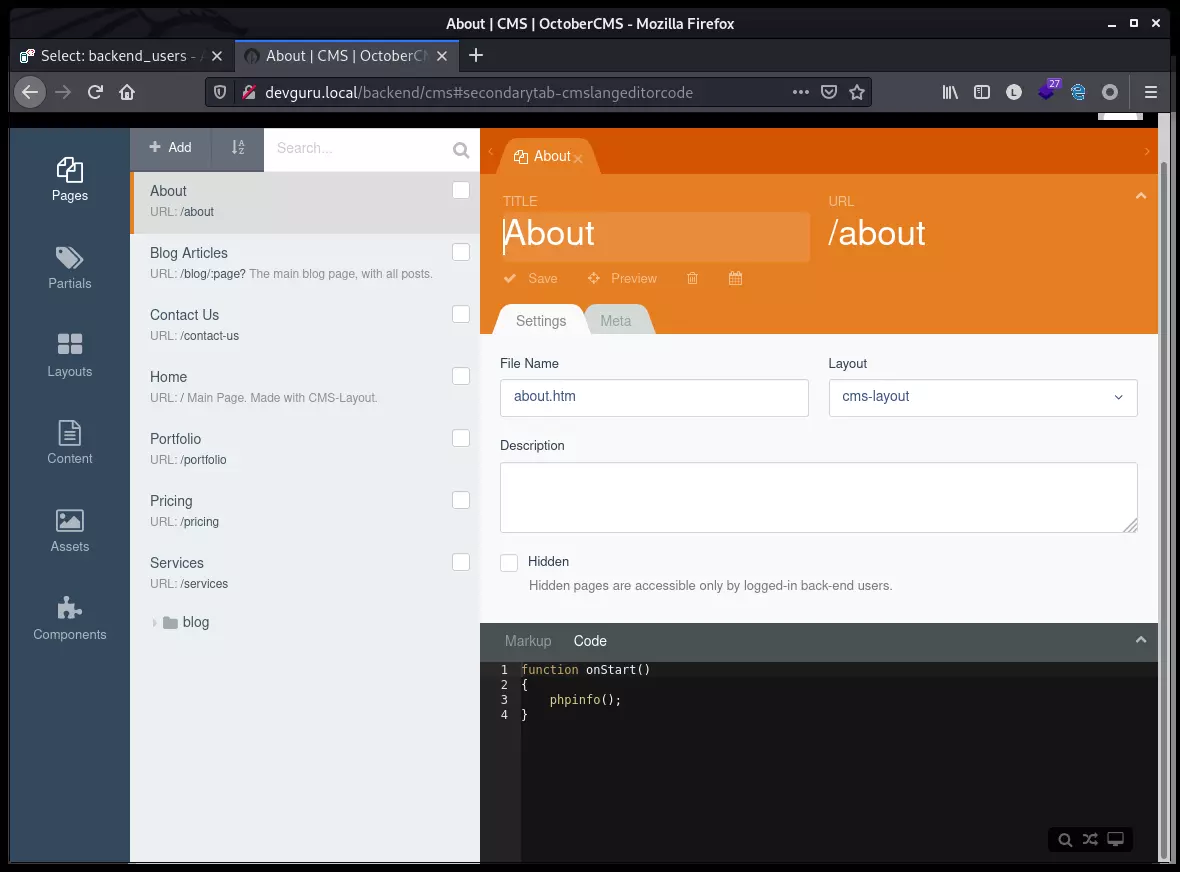 About | CMS | OctoberCMS - Mozilla Firefox
Select: backend_users -
About | CMS | OctoberC
devguru.local/backend/cms#secondarytab-cmslangeditorcode
27
L
Pages
Partials
Layouts
Content
Assets
Components
Add
Search...
About
URL: /about
Blog Articles
URL: /blog/:page? The main blog page, with all posts.
Contact Us
URL: /contact-us
Home
URL: / Main Page. Made with CMS-Layout.
Portfolio
URL: /portfolio
Pricing
URL: /pricing
Services
URL: /services
blog
About
TITLE
About
URL
/about
Save
Preview
Settings
Meta
File Name
about.htm
Layout
cms-layout
Description
Hidden
Hidden pages are accessible only by logged-in back-end users.
Markup
Code
1 function onStart()
2 {
3     phpinfo();
4 }